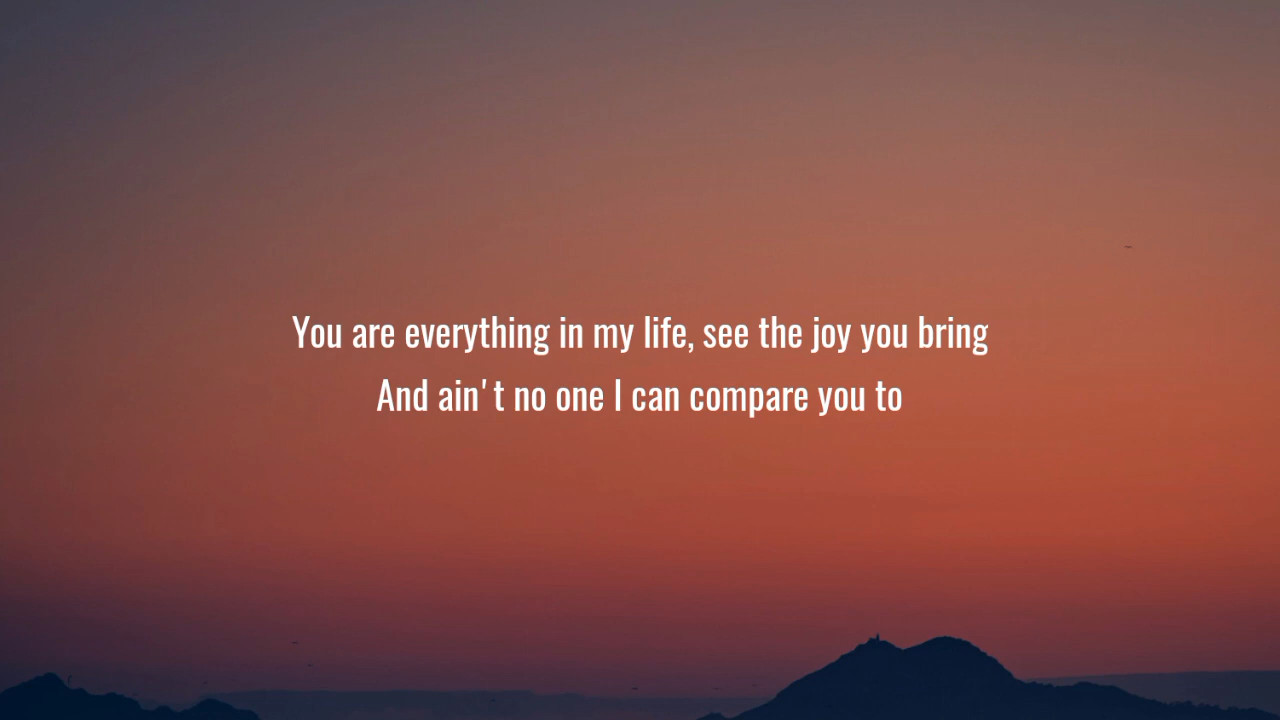 You are everything in my life, see the joy you bring
And ain't no one I can compare you to